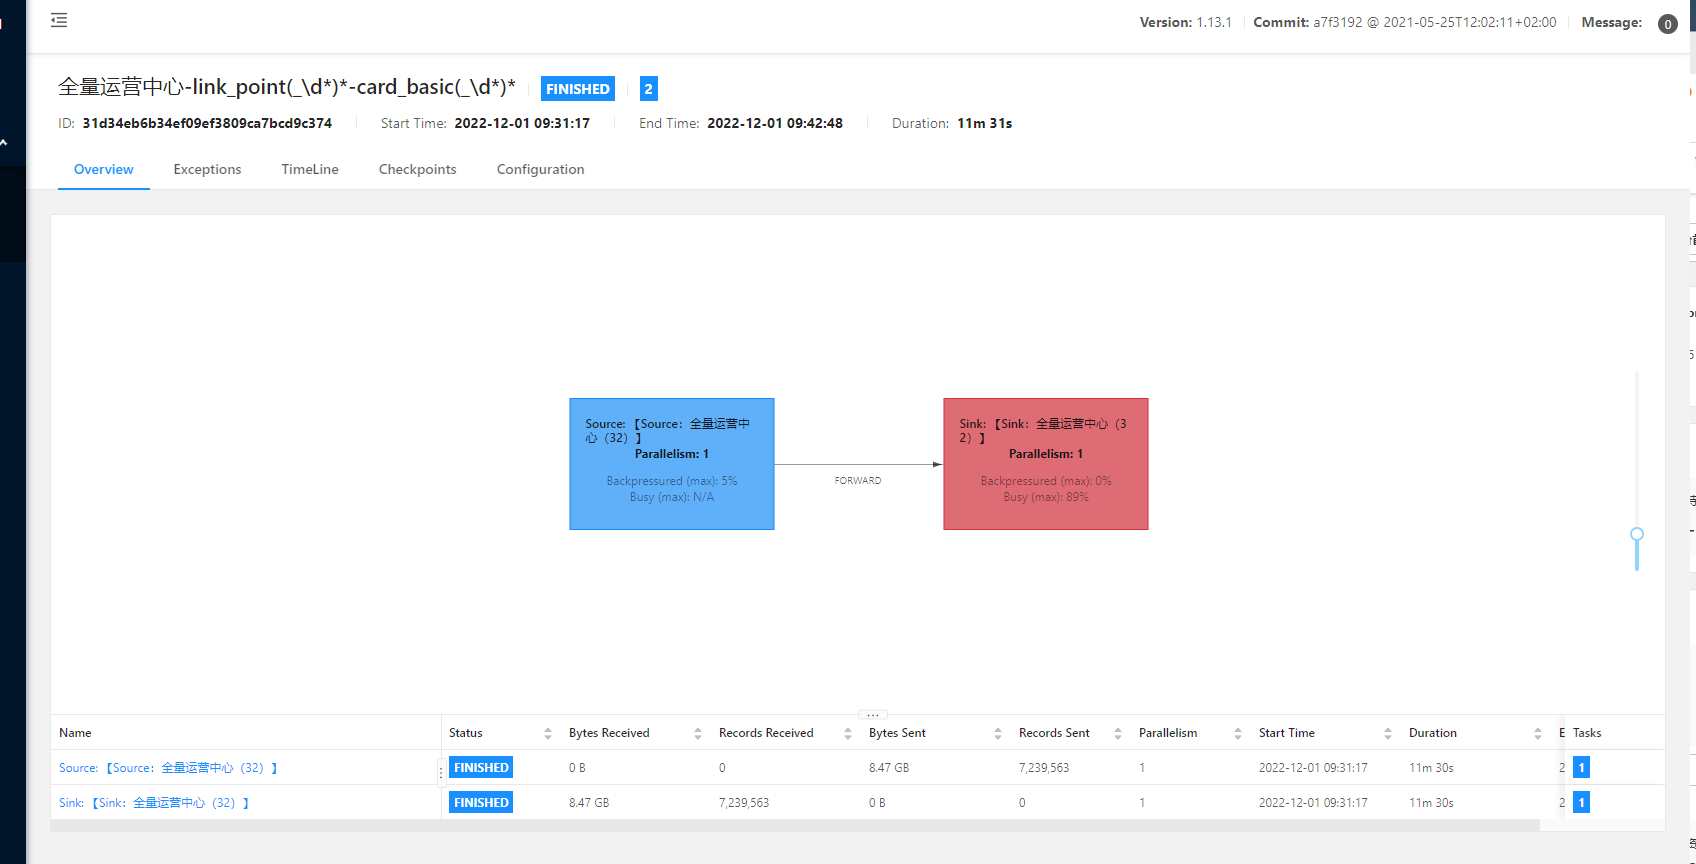 Version: 1.13.1 Commit: a7f3192 @ 2021-05-25T12:02:11+02:00 Message: 0
全量运营中心-link_point(_\d*)*-card_basic(_\d*)* FINISHED 2
ID: 31d34eb6b34ef09ef3809ca7bcd9c374 Start Time: 2022-12-01 09:31:17 End Time: 2022-12-01 09:42:48 Duration: 11m 31s
Overview Exceptions TimeLine Checkpoints Configuration
Source: 【Source：全量运营中
心（32）】
Parallelism: 1
Backpressured (max): 5%
Busy (max): N/A
FORWARD
Sink: 【Sink：全量运营中心（3
2）】
Parallelism: 1
Backpressured (max): 0%
Busy (max): 89%
Name Status Bytes Received Records Received Bytes Sent Records Sent Parallelism Start Time Duration E Tasks
Source: 【Source：全量运营中心（32）】 FINISHED 0 B 0 8.47 GB 7,239,563 1 2022-12-01 09:31:17 11m 30s 2 1
Sink: 【Sink：全量运营中心（32）】 FINISHED 8.47 GB 7,239,563 0 B 0 1 2022-12-01 09:31:17 11m 30s 2 1